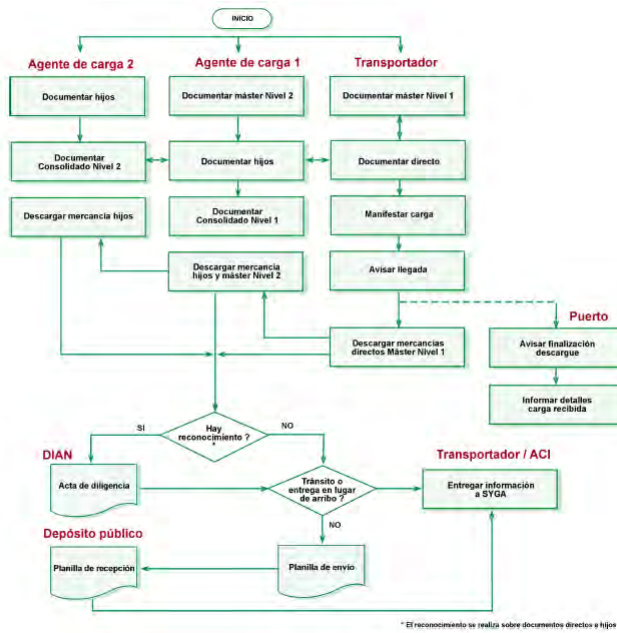 INICIO
Agente de carga 2
Agente de carga 1
Transportador
Documentar hijos
Documentar máster Nivel 2
Documentar máster Nivel 1
Documentar
Consolidado Nivel 2
Documentar hijos
Documentar directo
Descargar mercancía hijos
Documentar
Consolidado Nivel 1
Manifestar carga
Descargar mercancía
hijos y máster Nivel 2
Avisar llegada
Puerto
Descargar mercancías
directos Máster Nivel 1
Avisar finalización
descargue
Informar detalles
carga recibida
SI
Hay
reconocimiento ?
*
NO
DIAN
Transportador / ACI
Acta de diligencia
Tránsito o
entrega en lugar
de arribo ?
Entregar información
a SYGA
NO
Depósito público
Planilla de recepción
Planilla de envío
* El reconocimiento se realiza sobre documentos directos e hijos